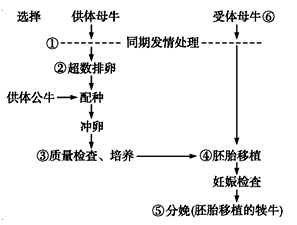 选择 供体母牛 受体母牛⑥
① 同期发情处理
②超数排卵
供体公牛 配种
冲卵
③质量检查、培养 ④胚胎移植
妊娠检查
⑤分娩(胚胎移植的犊牛)